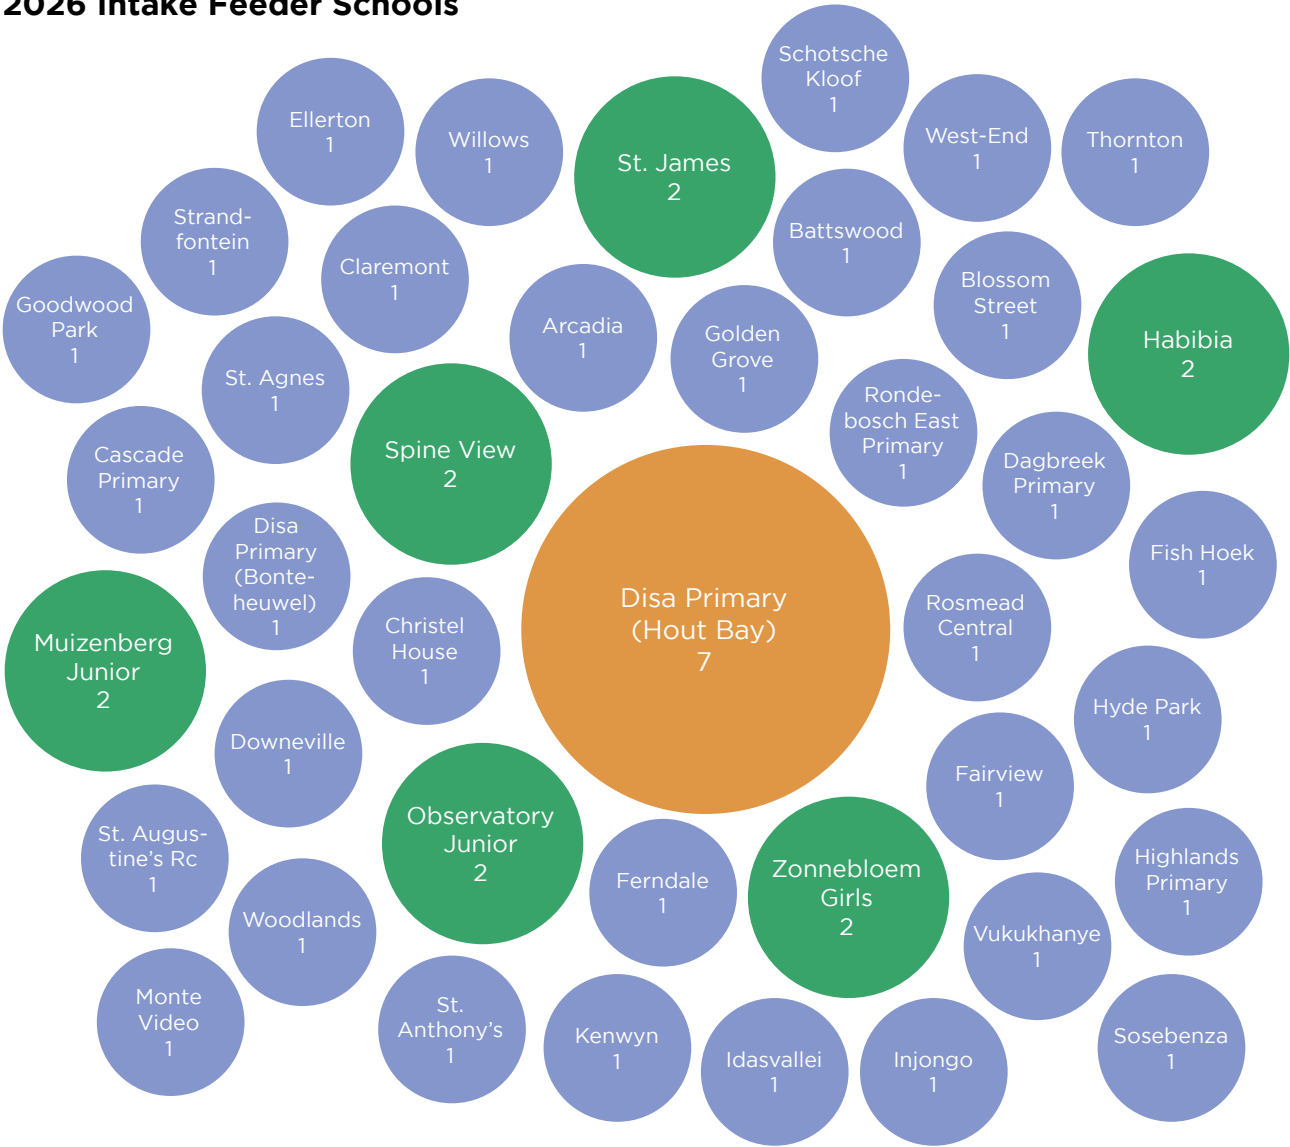 2026 Intake Feeder Schools
Schotsche
Kloof
1
Ellerton
1
Willows
1
St. James
2
West-End
1
Thornton
1
Strand-
fontein
1
Claremont
1
Battswood
1
Blossom
Street
1
Goodwood
Park
1
Arcadia
1
Golden
Grove
1
Habibia
2
St. Agnes
1
Spine View
2
Ronde-
bosch East
Primary
1
Dagbreek
Primary
1
Cascade
Primary
1
Disa
Primary
(Bonte-
heuwel)
1
Fish Hoek
1
Muizenberg
Junior
2
Christel
House
1
Disa Primary
(Hout Bay)
7
Rosmead
Central
1
Hyde Park
1
Downeville
1
Fairview
1
St. Augus-
tine’s Rc
1
Observatory
Junior
2
Ferndale
1
Zonnebloem
Girls
2
Highlands
Primary
1
Woodlands
1
Vukukhanye
1
Monte
Video
1
St.
Anthony’s
1
Kenwyn
1
Idasvallei
1
Injongo
1
Sosebenza
1